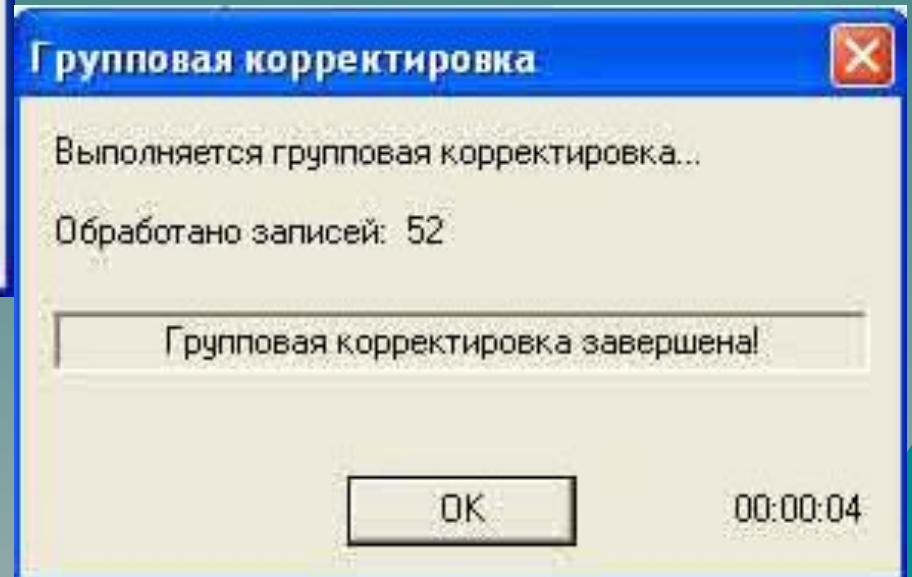 Групповая корректировка
Выполняется групповая корректировка...
Обработано записей: 52
Групповая корректировка завершена!
OK
00:00:04